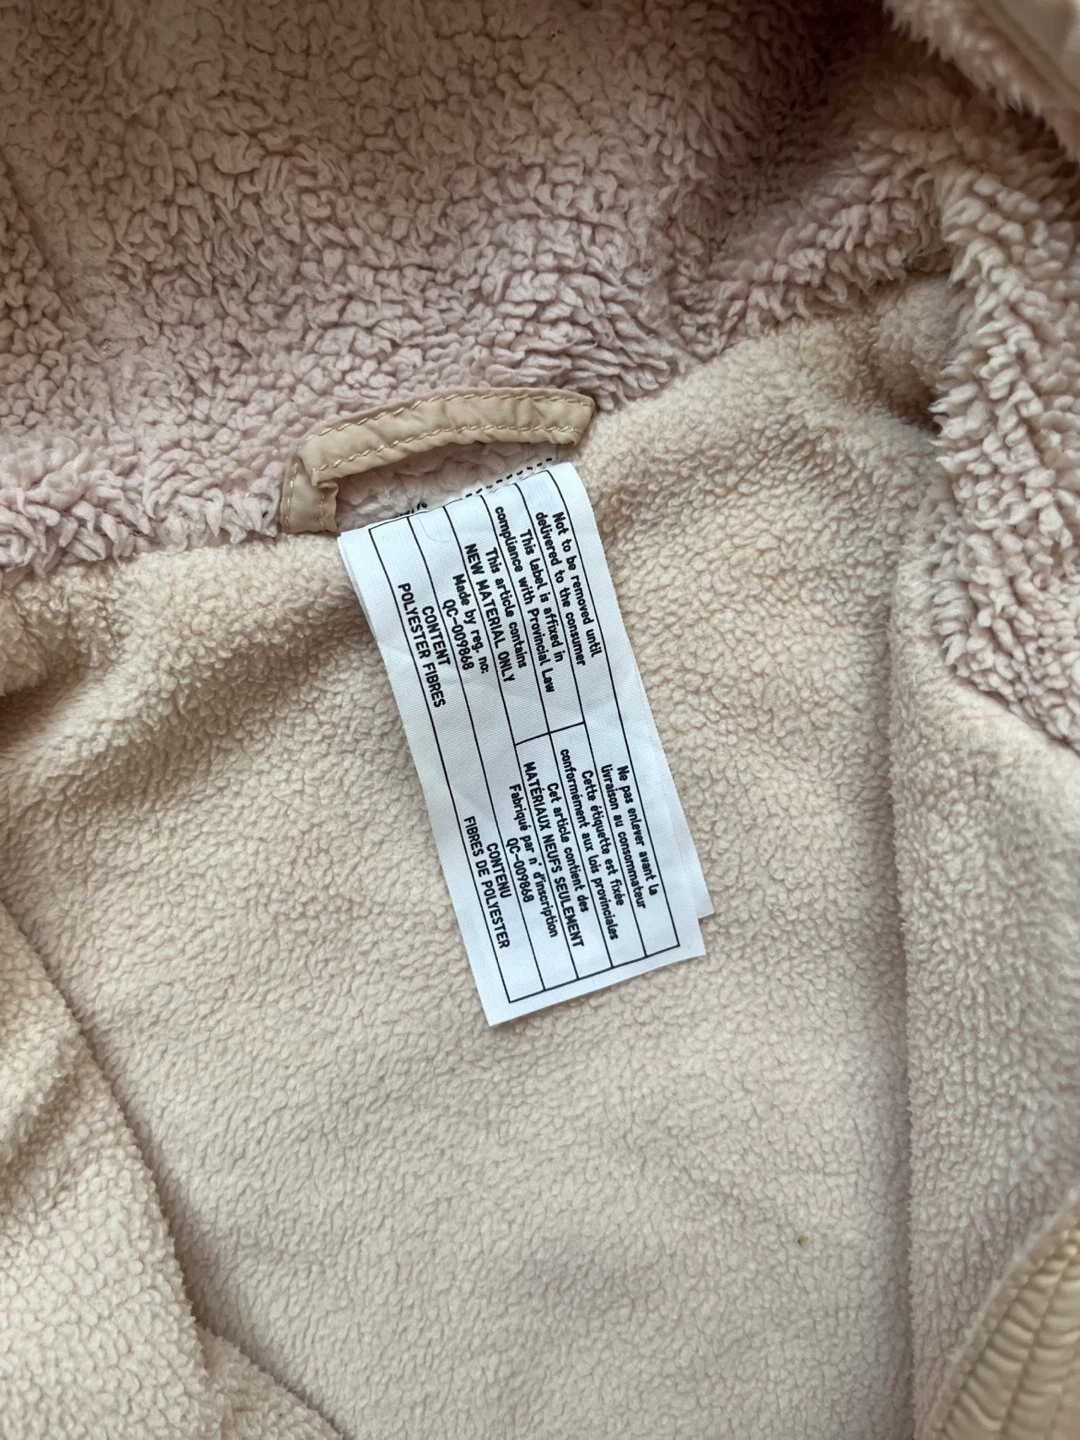 Not to be removed until
delivered to the consumer
This label is affixed in
compliance with Provincial Law
This article contains
NEW MATERIAL ONLY
Made by reg. no:
QC-009868
CONTENT
POLYESTER FIBRES
Ne pas enlever avant la
livraison au consommateur
Cette étiquette est fixée
conformément aux lois provinciales
Cet article contient des
MATÉRIAUX NEUFS SEULEMENT
Fabriqué par n° d'inscription
QC-009868
CONTENU
FIBRES DE POLYESTER